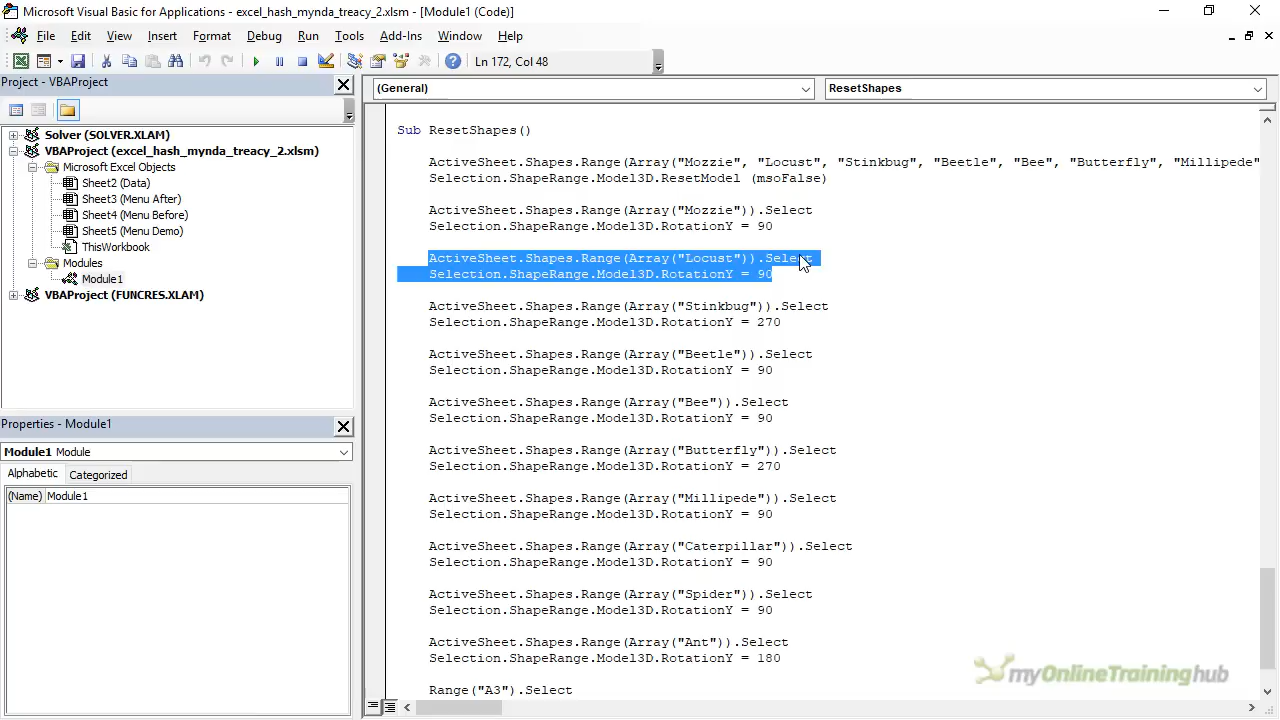 Microsoft Visual Basic for Applications - excel_hash_mynda_treacy_2.xlsm - [Module1 (Code)]
File Edit View Insert Format Debug Run Tools Add-Ins Window Help
Ln 172, Col 48
Project - VBAProject
(General)
ResetShapes
Solver (SOLVER.XLAM)
VBAProject (excel_hash_mynda_treacy_2.xlsm)
Microsoft Excel Objects
Sheet2 (Data)
Sheet3 (Menu After)
Sheet4 (Menu Before)
Sheet5 (Menu Demo)
ThisWorkbook
Modules
Module1
VBAProject (FUNCRES.XLAM)
Properties - Module1
Module1 Module
Alphabetic Categorized
(Name) Module1
Sub ResetShapes()
ActiveSheet.Shapes.Range(Array("Mozzie", "Locust", "Stinkbug", "Beetle", "Bee", "Butterfly", "Millipede"
Selection.ShapeRange.Model3D.ResetModel (msoFalse)
ActiveSheet.Shapes.Range(Array("Mozzie")).Select
Selection.ShapeRange.Model3D.RotationY = 90
ActiveSheet.Shapes.Range(Array("Locust")).Select
Selection.ShapeRange.Model3D.RotationY = 90
ActiveSheet.Shapes.Range(Array("Stinkbug")).Select
Selection.ShapeRange.Model3D.RotationY = 270
ActiveSheet.Shapes.Range(Array("Beetle")).Select
Selection.ShapeRange.Model3D.RotationY = 90
ActiveSheet.Shapes.Range(Array("Bee")).Select
Selection.ShapeRange.Model3D.RotationY = 90
ActiveSheet.Shapes.Range(Array("Butterfly")).Select
Selection.ShapeRange.Model3D.RotationY = 270
ActiveSheet.Shapes.Range(Array("Millipede")).Select
Selection.ShapeRange.Model3D.RotationY = 90
ActiveSheet.Shapes.Range(Array("Caterpillar")).Select
Selection.ShapeRange.Model3D.RotationY = 90
ActiveSheet.Shapes.Range(Array("Spider")).Select
Selection.ShapeRange.Model3D.RotationY = 90
ActiveSheet.Shapes.Range(Array("Ant")).Select
Selection.ShapeRange.Model3D.RotationY = 180
Range("A3").Select
myOnlineTraininghub